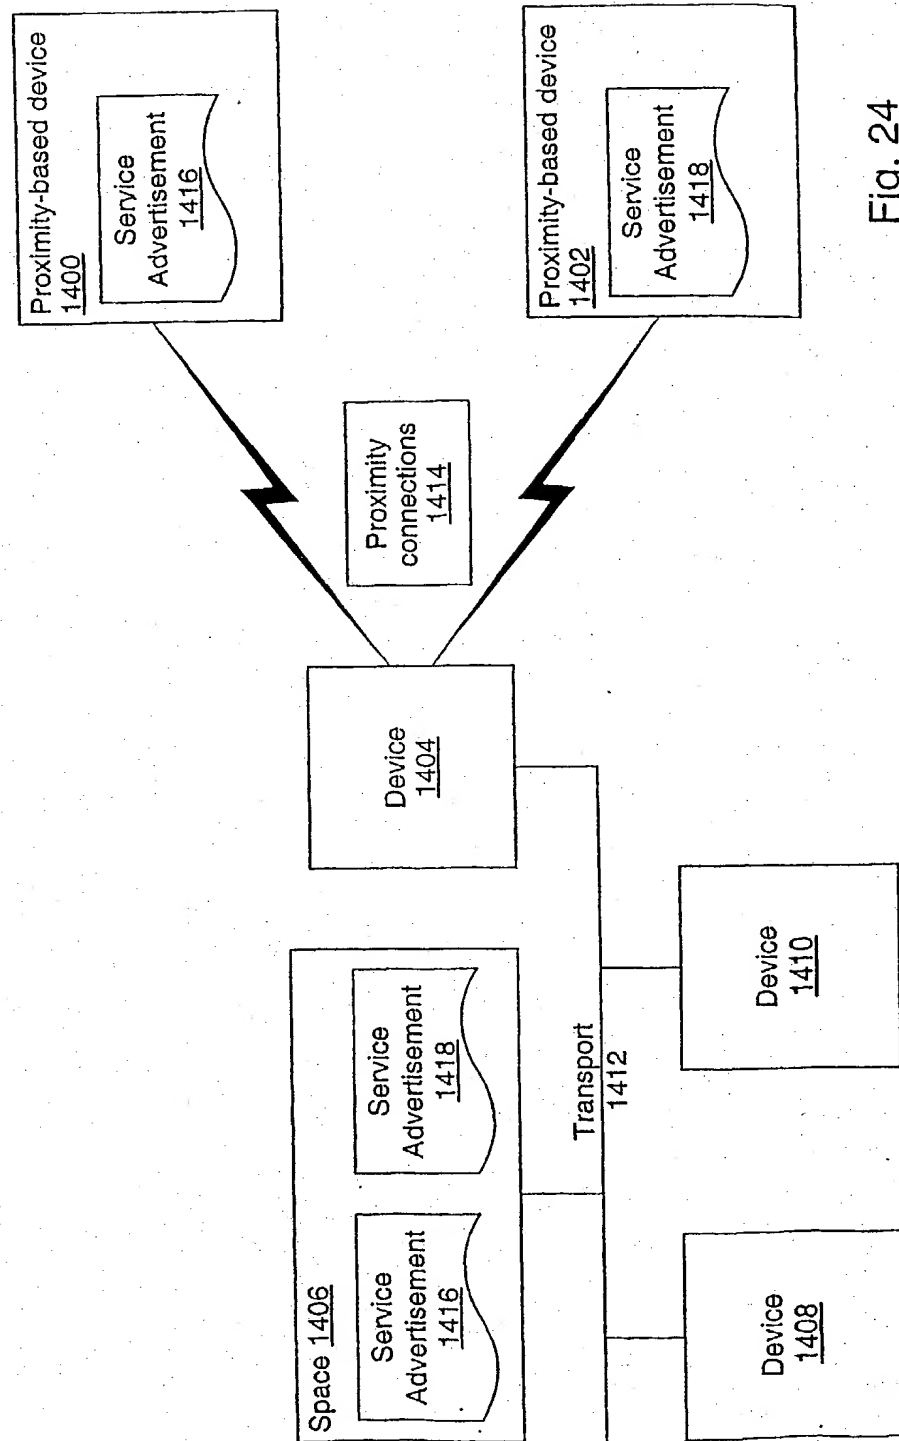 Space 1406
Service
Advertisement
1416
Service
Advertisement
1418
Device
1404
Proximity
connections
1414
Proximity-based device
1400
Service
Advertisement
1416
Proximity-based device
1402
Service
Advertisement
1418
Transport
1412
Device
1408
Device
1410
Fig. 24